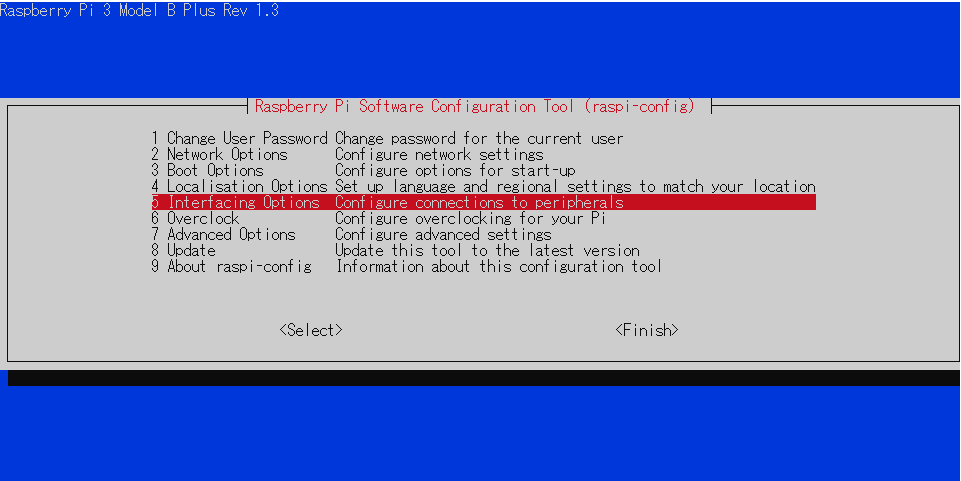 Raspberry Pi 3 Model B Plus Rev 1.3
Raspberry Pi Software Configuration Tool (raspi-config)
1 Change User Password Change password for the current user
2 Network Options Configure network settings
3 Boot Options Configure options for start-up
4 Localisation Options Set up language and regional settings to match your location
5 Interfacing Options Configure connections to peripherals
6 Overclock Configure overclocking for your Pi
7 Advanced Options Configure advanced settings
8 Update Update this tool to the latest version
9 About raspi-config Information about this configuration tool
<Select> <Finish>